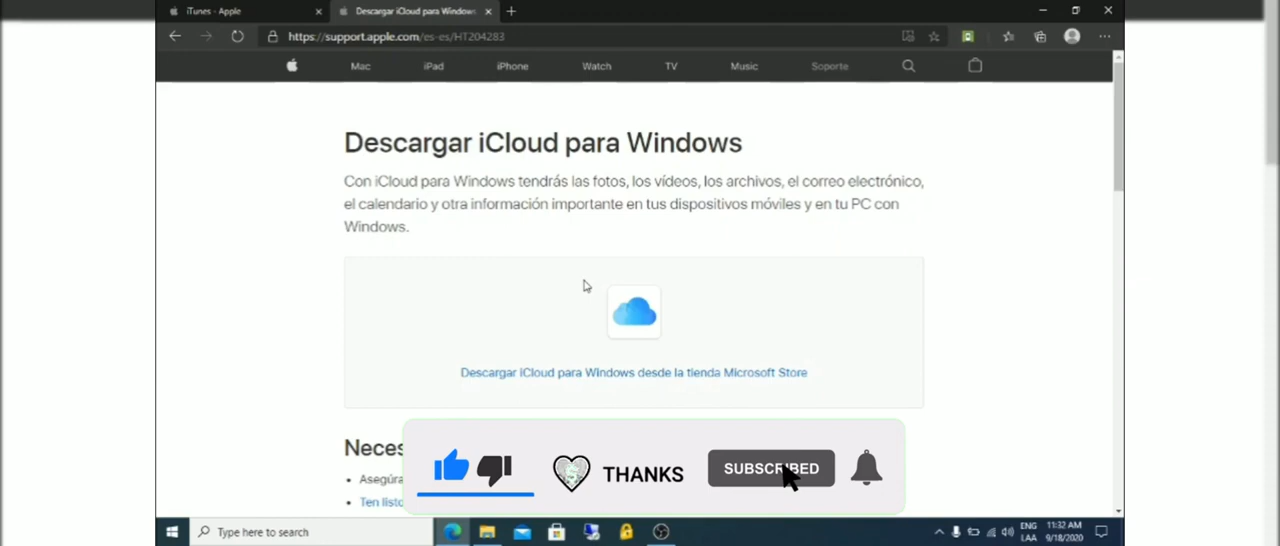 iTunes - Apple
Descargar iCloud para Windows
https://support.apple.com/es-es/HT204283
Mac iPad iPhone Watch TV Music Soporte
Descargar iCloud para Windows
Con iCloud para Windows tendrás las fotos, los vídeos, los archivos, el correo electrónico,
el calendario y otra información importante en tus dispositivos móviles y en tu PC con
Windows.
Descargar iCloud para Windows desde la tienda Microsoft Store
Neces
Asegúra
Ten listo
THANKS SUBSCRIBED
Type here to search
ENG 11:32 AM
LAA 9/18/2020